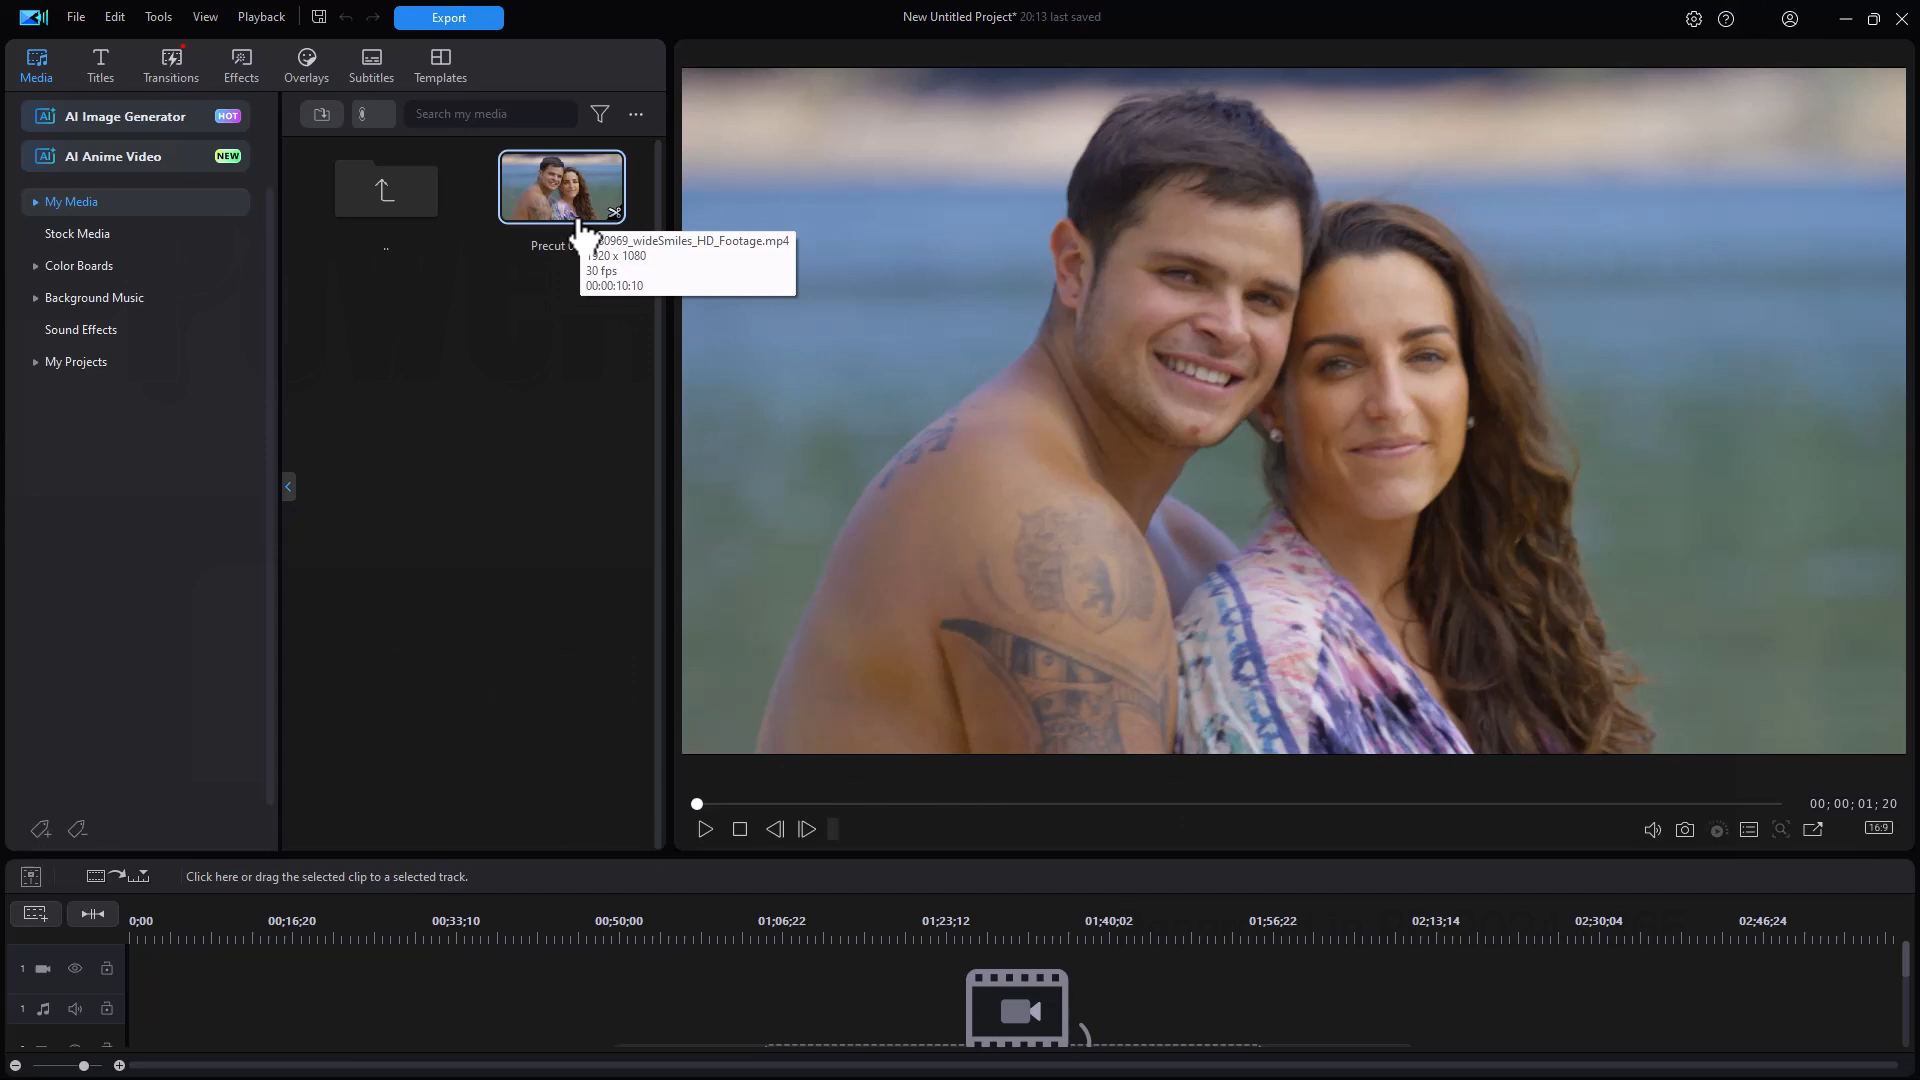 File Edit Tools View Playback Export New Untitled Project* 20:13 last saved
Media Titles Transitions Effects Overlays Subtitles Templates
AI Image Generator HOT
Search my media
AI Anime Video NEW
My Media
Stock Media
Color Boards
Background Music
Sound Effects
My Projects
..
Precut
0969_wideSmiles_HD_Footage.mp4
1920 x 1080
30 fps
00:00:10:10
00; 00; 01; 20
16:9
Click here or drag the selected clip to a selected track.
0;00 00;16;20 00;33;10 00;50;00 01;06;22 01;23;12 01;40;02 01;56;22 02;13;14 02;30;04 02;46;24
1
1